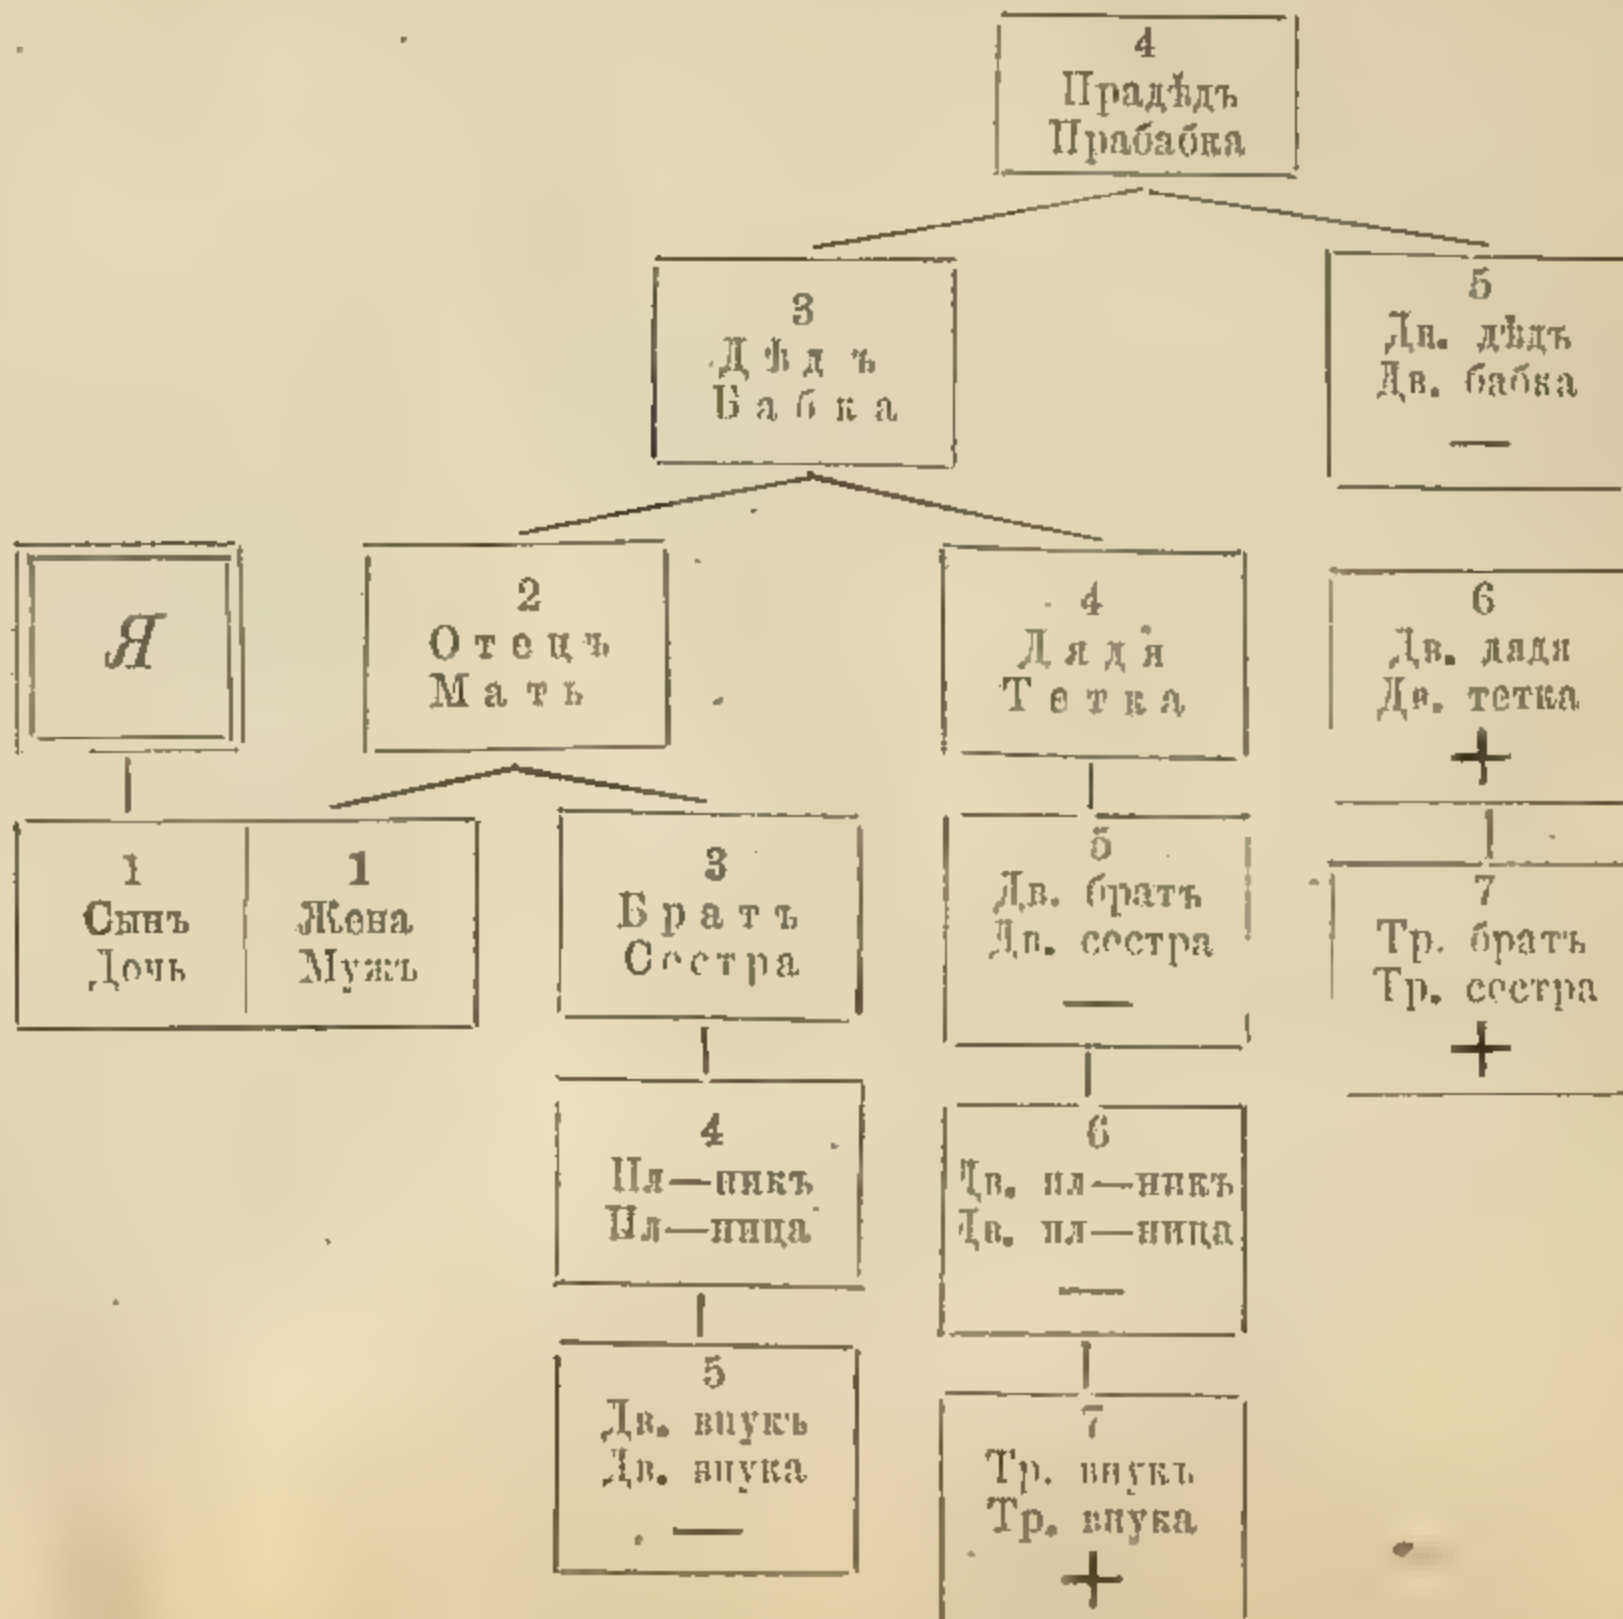 4
Прадѣдъ
Прабабка
3
Дѣдъ
Бабка
5
Дв. дѣдъ
Дв. бабка
—
Я
2
Отецъ
Мать
4
Дядя
Тетка
6
Дв. дядя
Дв. тетка
+
1
Сынъ
Дочь
1
Жена
Мужъ
3
Братъ
Сестра
5
Дв. братъ
Дв. сестра
—
7
Тр. братъ
Тр. сестра
+
4
Пл—никъ
Пл—ница
6
Дв. пл—никъ
Дв. пл—ница
—
5
Дв. внукъ
Дв. внука
—
7
Тр. внукъ
Тр. внука
+